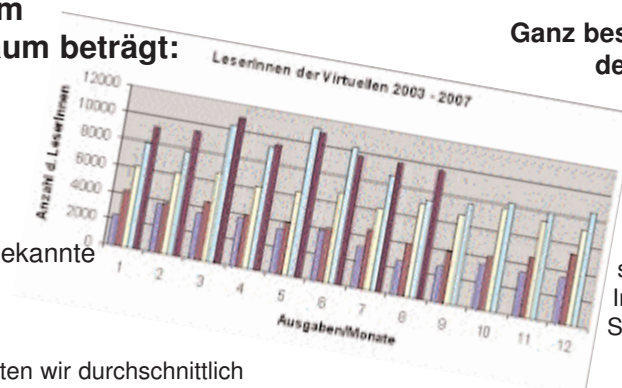 m
um beträgt:
Ganz bes
de
LeserInnen der Virtuellen 2003 - 2007
Anzahl d. LeserInnen
12000
10000
8000
6000
4000
2000
0
1 2 3 4 5 6 7 8 9 10 11 12
Ausgaben/Monate
ekannte
s
In
S
ten wir durchschnittlich